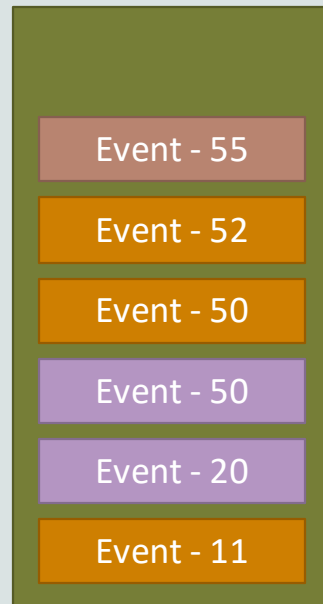 Event - 55
Event - 52
Event - 50
Event - 50
Event - 20
Event - 11